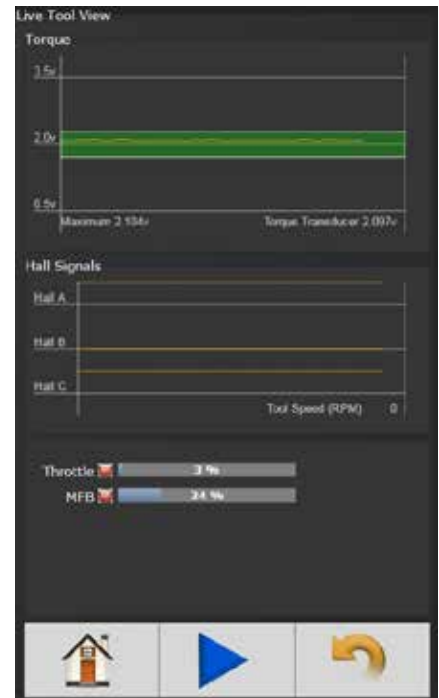 Live Tool View
Torque
3.5v
2.0v
0.5v
Maximum 2.104v Torque Transducer 2.097v
Hall Signals
Hall A
Hall B
Hall C
Tool Speed (RPM) 0
Throttle 3 %
MFB 24 %